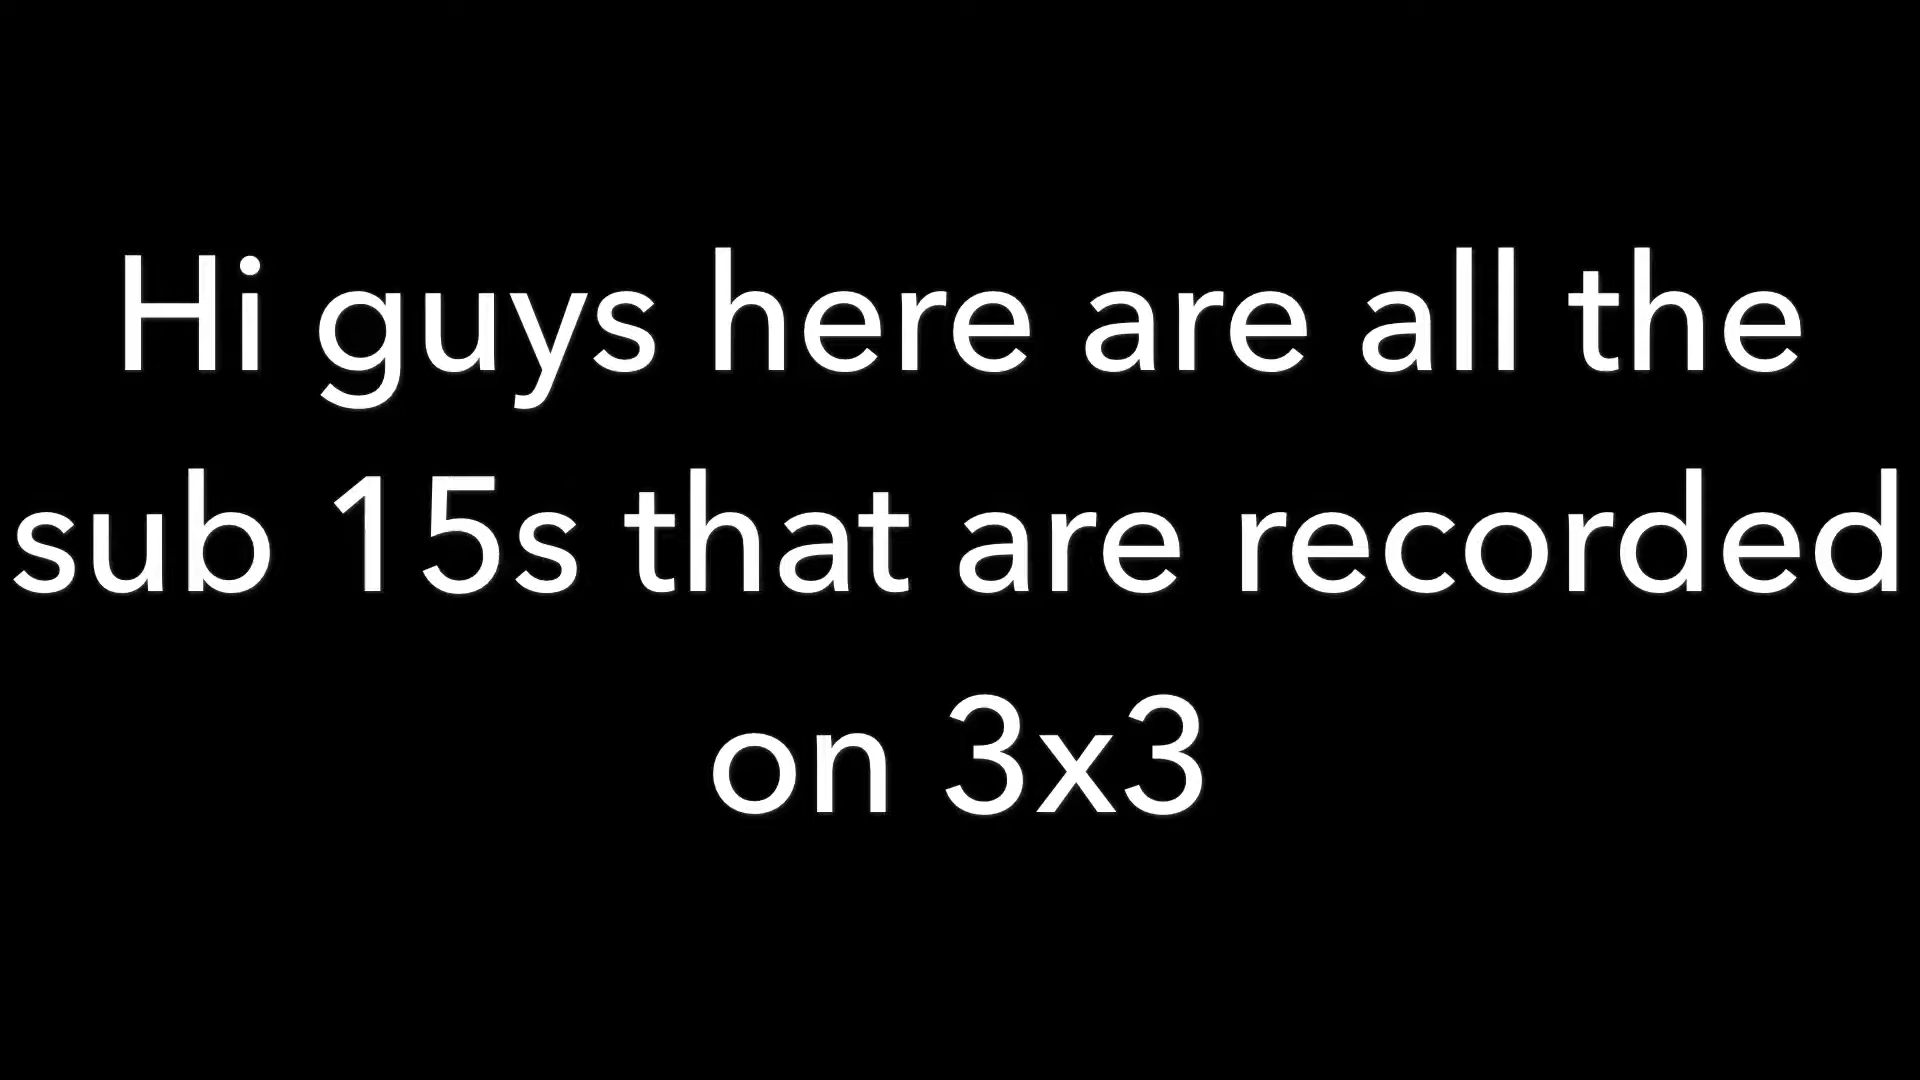 Hi guys here are all the
sub 15s that are recorded
on 3x3